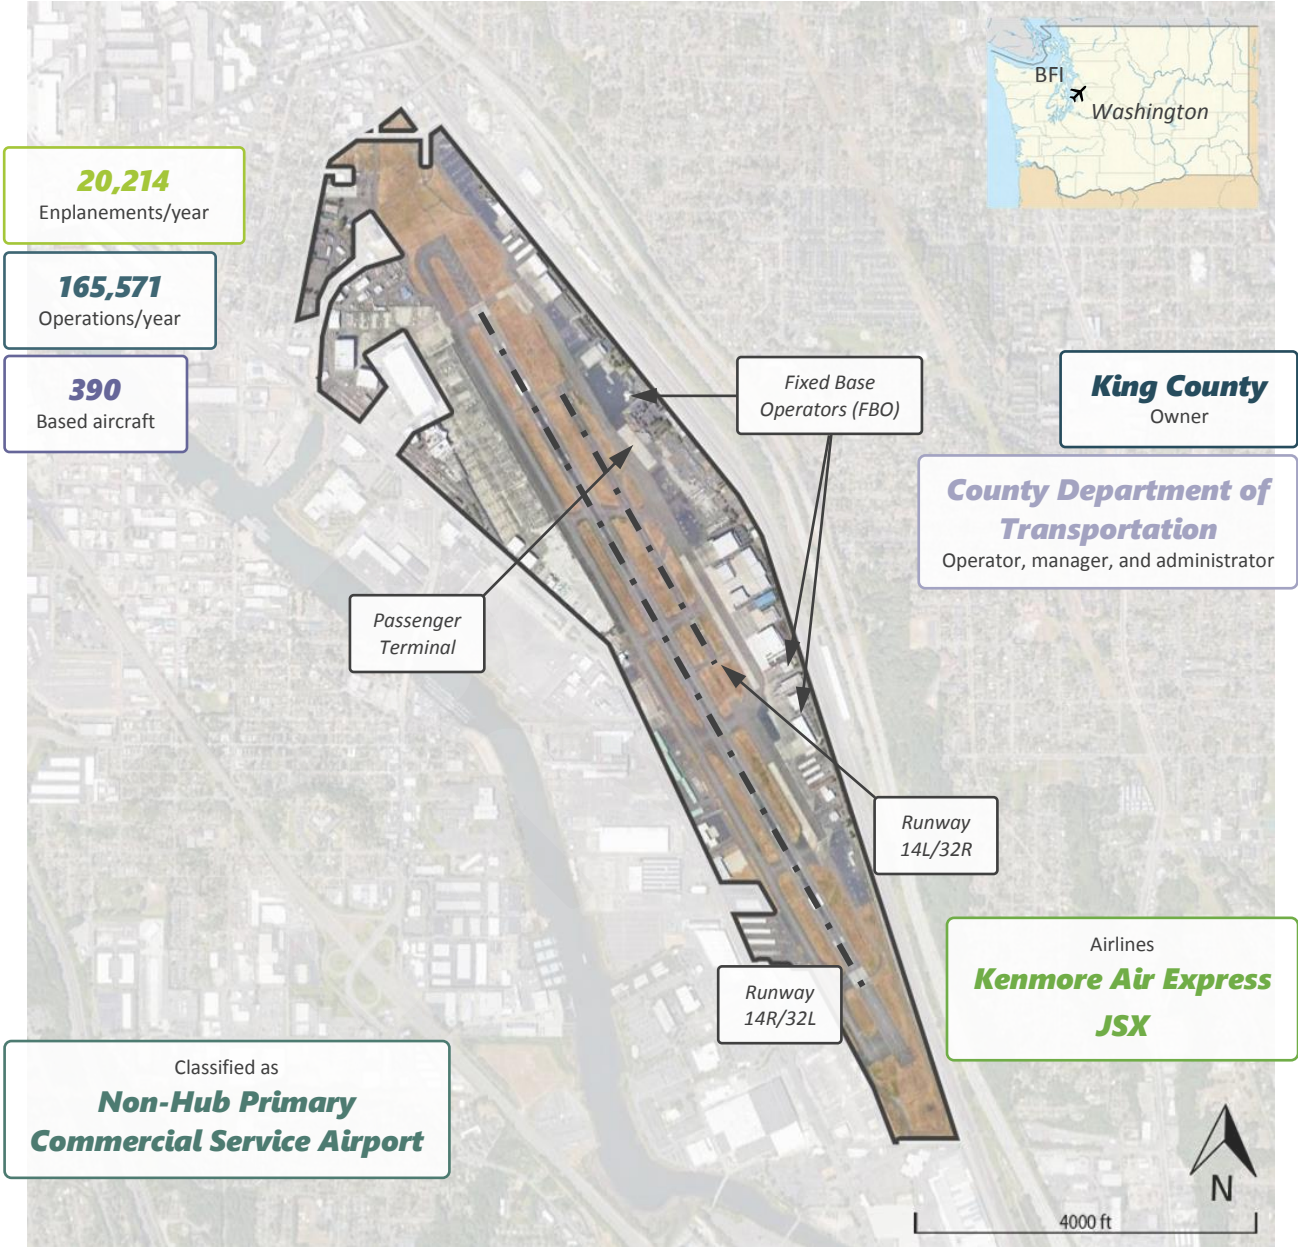 BFI
Washington
20,214
Enplanements/year
165,571
Operations/year
390
Based aircraft
Fixed Base
Operators (FBO)
King County
Owner
County Department of
Transportation
Operator, manager, and administrator
Passenger
Terminal
Runway
14L/32R
Runway
14R/32L
Airlines
Kenmore Air Express
JSX
Classified as
Non-Hub Primary
Commercial Service Airport
N
4000 ft